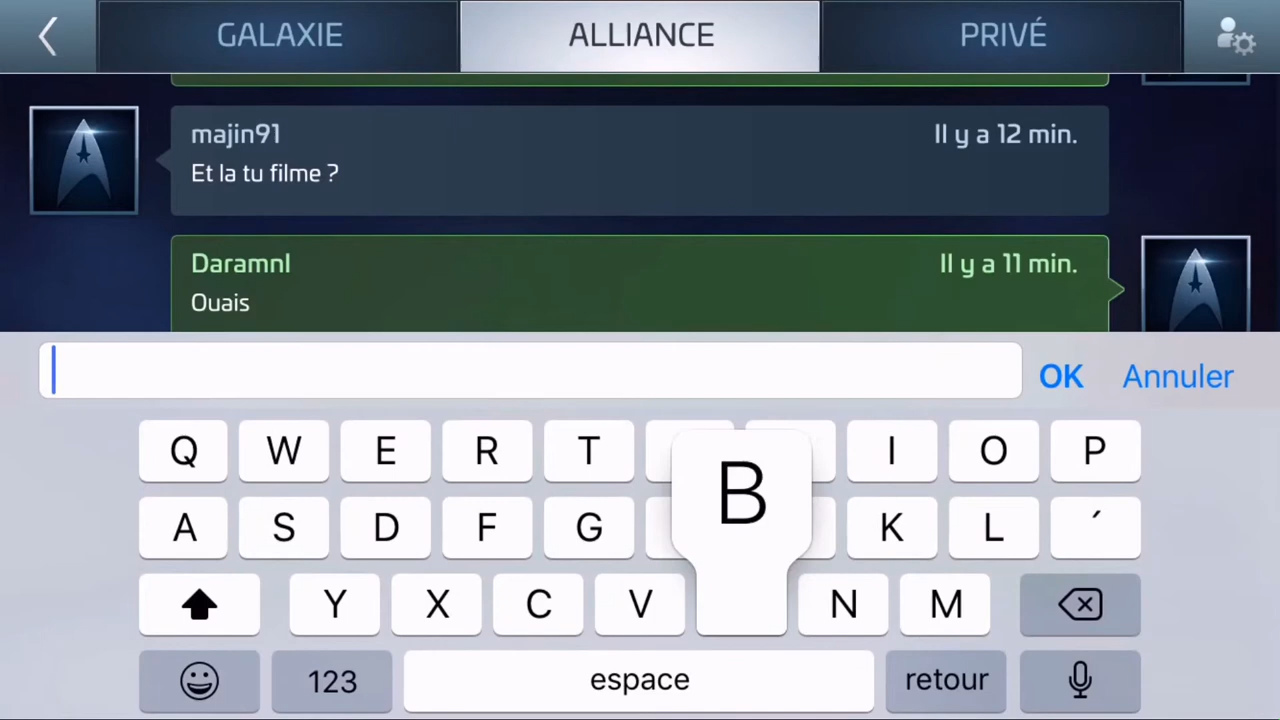 GALAXIE ALLIANCE PRIVÉ
majin91 Il y a 12 min.
Et la tu filme ?
Daramnl Il y a 11 min.
Ouais
OK Annuler
Q W E R T I O P
B
A S D F G K L ´
Y X C V N M
123 espace retour